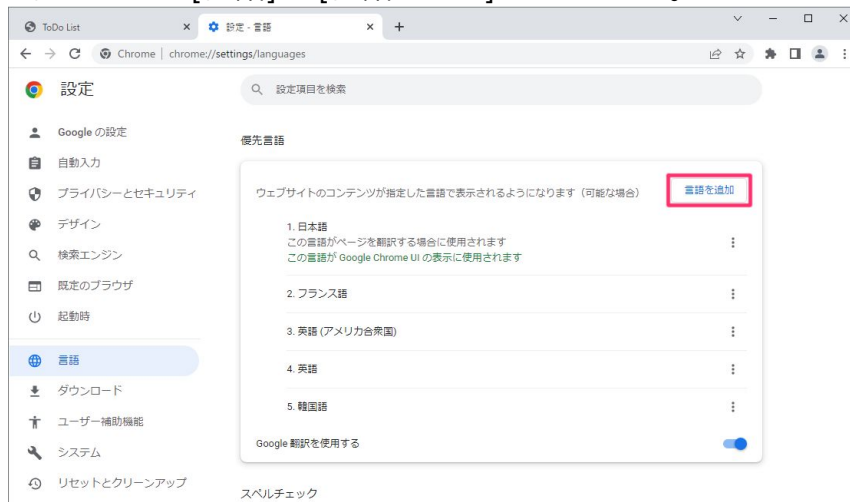 ToDo List
設定 - 言語
Chrome | chrome://settings/languages
設定
設定項目を検索
Google の設定
自動入力
プライバシーとセキュリティ
デザイン
検索エンジン
既定のブラウザ
起動時
言語
ダウンロード
ユーザー補助機能
システム
リセットとクリーンアップ
優先言語
ウェブサイトのコンテンツが指定した言語で表示されるようになります（可能な場合）
言語を追加
1. 日本語
この言語がページを翻訳する場合に使用されます
この言語が Google Chrome UI の表示に使用されます
2. フランス語
3. 英語 (アメリカ合衆国)
4. 英語
5. 韓国語
Google 翻訳を使用する
スペルチェック